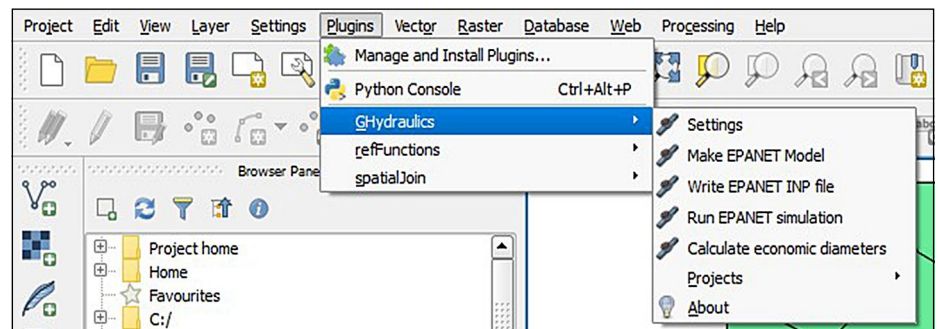 Project Edit View Layer Settings Plugins Vector Raster Database Web Processing Help
Manage and Install Plugins...
Python Console Ctrl+Alt+P
GHydraulics
refFunctions
spatialJoin
Settings
Make EPANET Model
Write EPANET INP file
Run EPANET simulation
Calculate economic diameters
Projects
About
Browser Pane
Project home
Home
Favourites
C:/